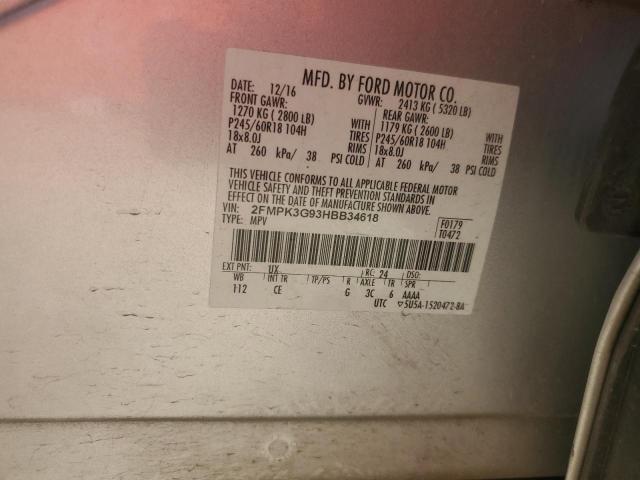 MFD. BY FORD MOTOR CO.
DATE: 12/16 GVWR: 2413 KG ( 5320 LB)
FRONT GAWR: REAR GAWR:
1270 KG ( 2800 LB) WITH 1179 KG ( 2600 LB) WITH
P245/60R18 104H TIRES P245/60R18 104H TIRES
18x8.0J RIMS 18x8.0J RIMS
AT 260 kPa/ 38 PSI COLD AT 260 kPa/ 38 PSI COLD
THIS VEHICLE CONFORMS TO ALL APPLICABLE FEDERAL MOTOR
VEHICLE SAFETY AND THEFT PREVENTION STANDARDS IN
EFFECT ON THE DATE OF MANUFACTURE SHOWN ABOVE.
VIN: 2FMPK3G93HBB34618 F0179
TYPE: MPV T0472
EXT PNT: UX RC: 24 DSO:
WB INT TR TP/PS R AXLE TR SPR
112 CE G 3C 6 AAAA
UTC ▽5U5A-1520472-BA